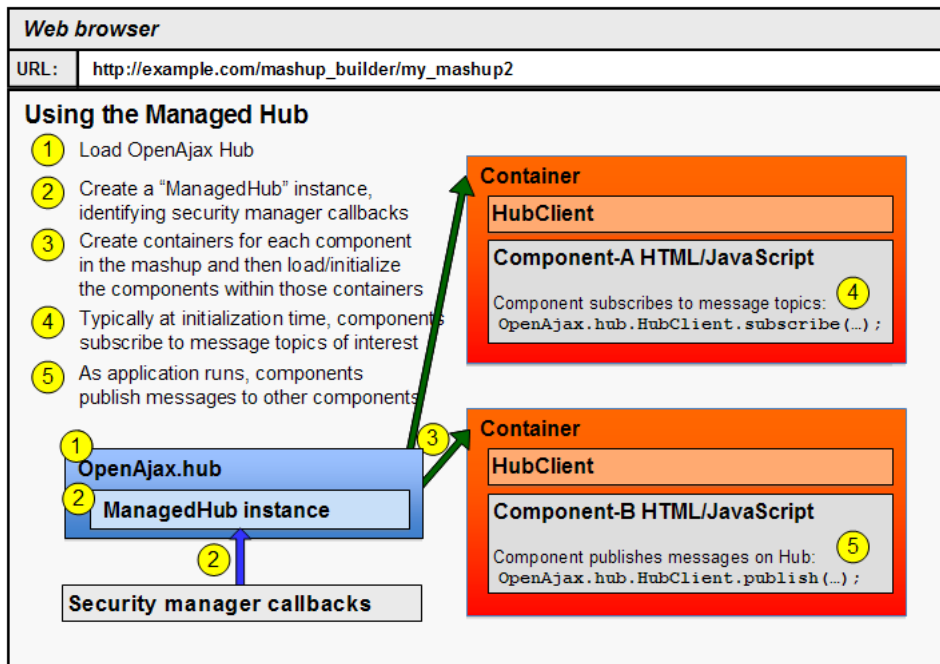 Web browser
URL: http://example.com/mashup_builder/my_mashup2
Using the Managed Hub
1 Load OpenAjax Hub
2 Create a “ManagedHub” instance,
identifying security manager callbacks
3 Create containers for each component
in the mashup and then load/initialize
the components within those containers
4 Typically at initialization time, components
subscribe to message topics of interest
5 As application runs, components
publish messages to other components
1
OpenAjax.hub
2 ManagedHub instance
2
Security manager callbacks
3
Container
HubClient
Component-A HTML/JavaScript
4
Component subscribes to message topics:
OpenAjax.hub.HubClient.subscribe(…);
Container
HubClient
Component-B HTML/JavaScript
5
Component publishes messages on Hub:
OpenAjax.hub.HubClient.publish(…);